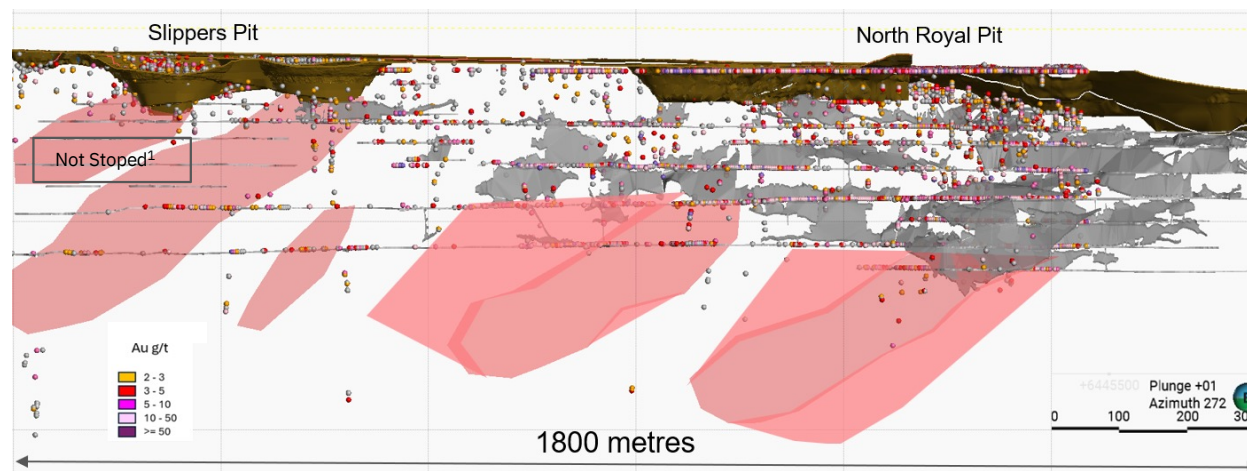 Slippers Pit
North Royal Pit
Not Stoped¹
Au g/t
2 - 3
3 - 5
5 - 10
10 - 50
>= 50
+6445500
Plunge +01
Azimuth 272
0 100 200
1800 metres